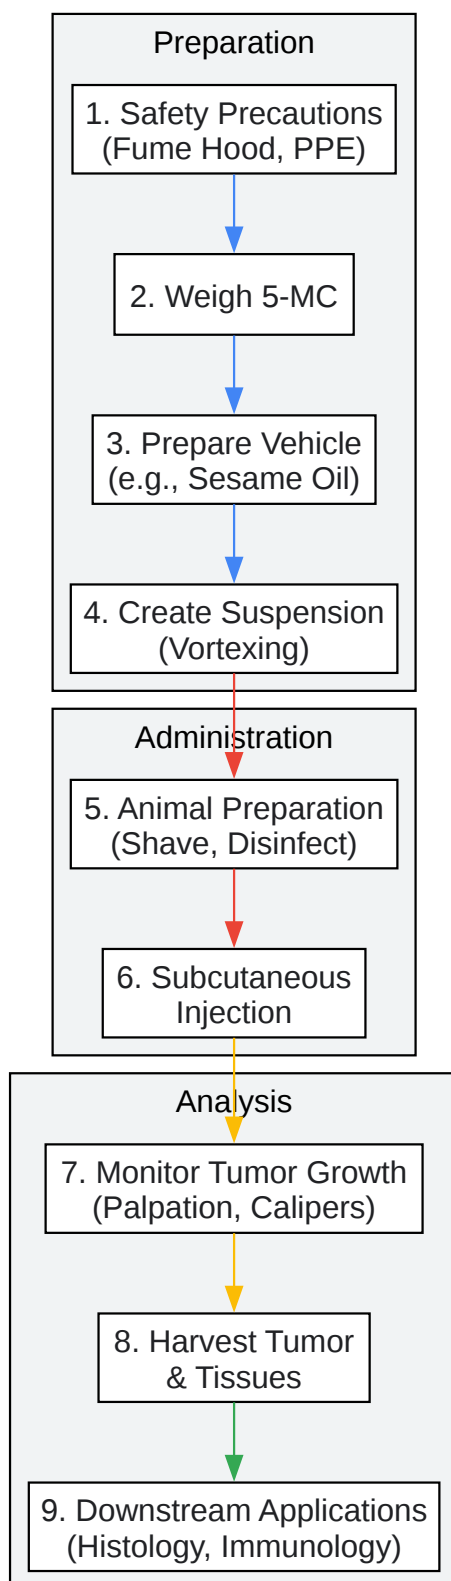 Preparation
1. Safety Precautions
(Fume Hood, PPE)
2. Weigh 5-MC
3. Prepare Vehicle
(e.g., Sesame Oil)
4. Create Suspension
(Vortexing)
Administration
5. Animal Preparation
(Shave, Disinfect)
6. Subcutaneous
Injection
Analysis
7. Monitor Tumor Growth
(Palpation, Calipers)
8. Harvest Tumor
& Tissues
9. Downstream Applications
(Histology, Immunology)